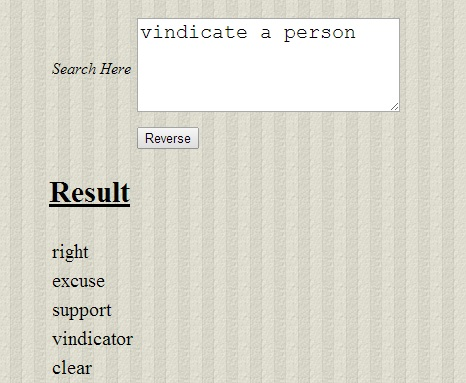 vindicate a person
Search Here
Reverse
Result
right
excuse
support
vindicator
clear